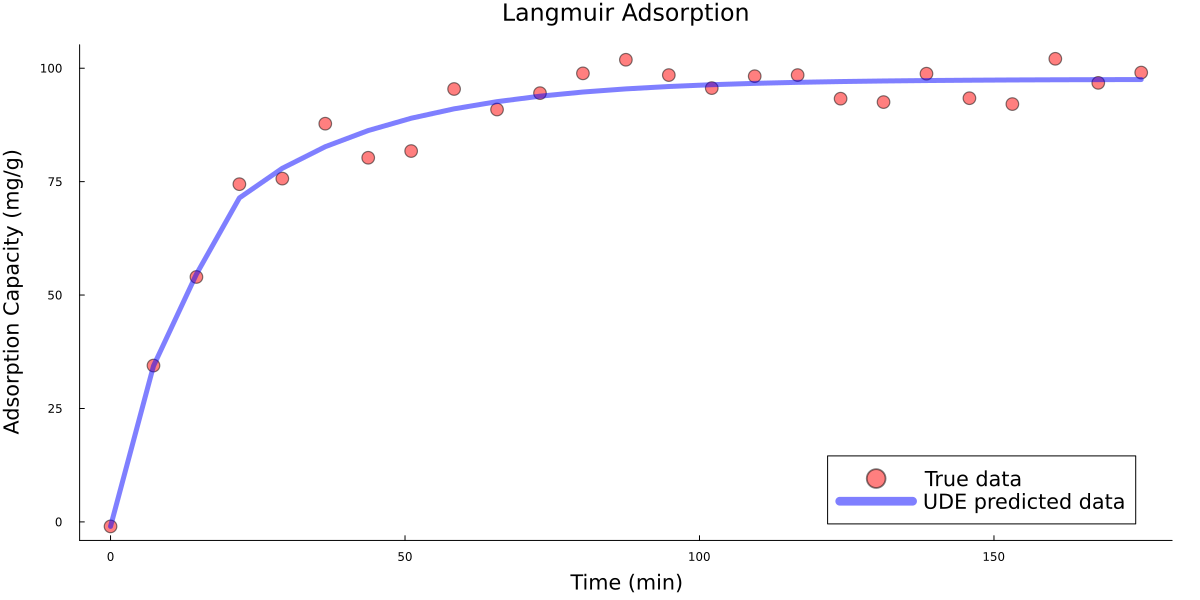 Langmuir Adsorption
Adsorption Capacity (mg/g)
100
75
50
25
0
0 50 100 150
Time (min)
True data
UDE predicted data